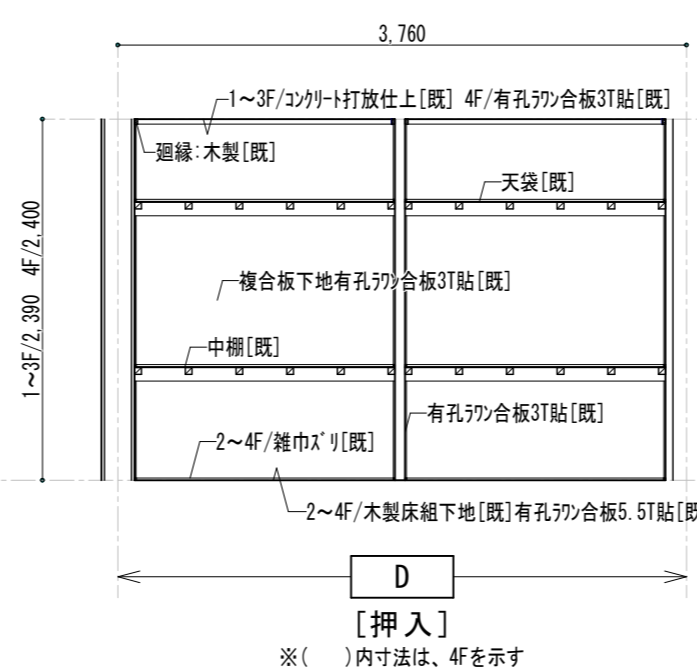 3,760
1~3F/コンクリート打放仕上[既] 4F/有孔ラワン合板3T貼[既]
廻縁:木製[既]
天袋[既]
1~3F/2,390 4F/2,400
複合板下地有孔ラワン合板3T貼[既]
中棚[既]
有孔ラワン合板3T貼[既]
2~4F/雑巾ズリ[既]
2~4F/木製床組下地[既]有孔ラワン合板5.5T貼[既
D
[押入]
※( )内寸法は、4Fを示す